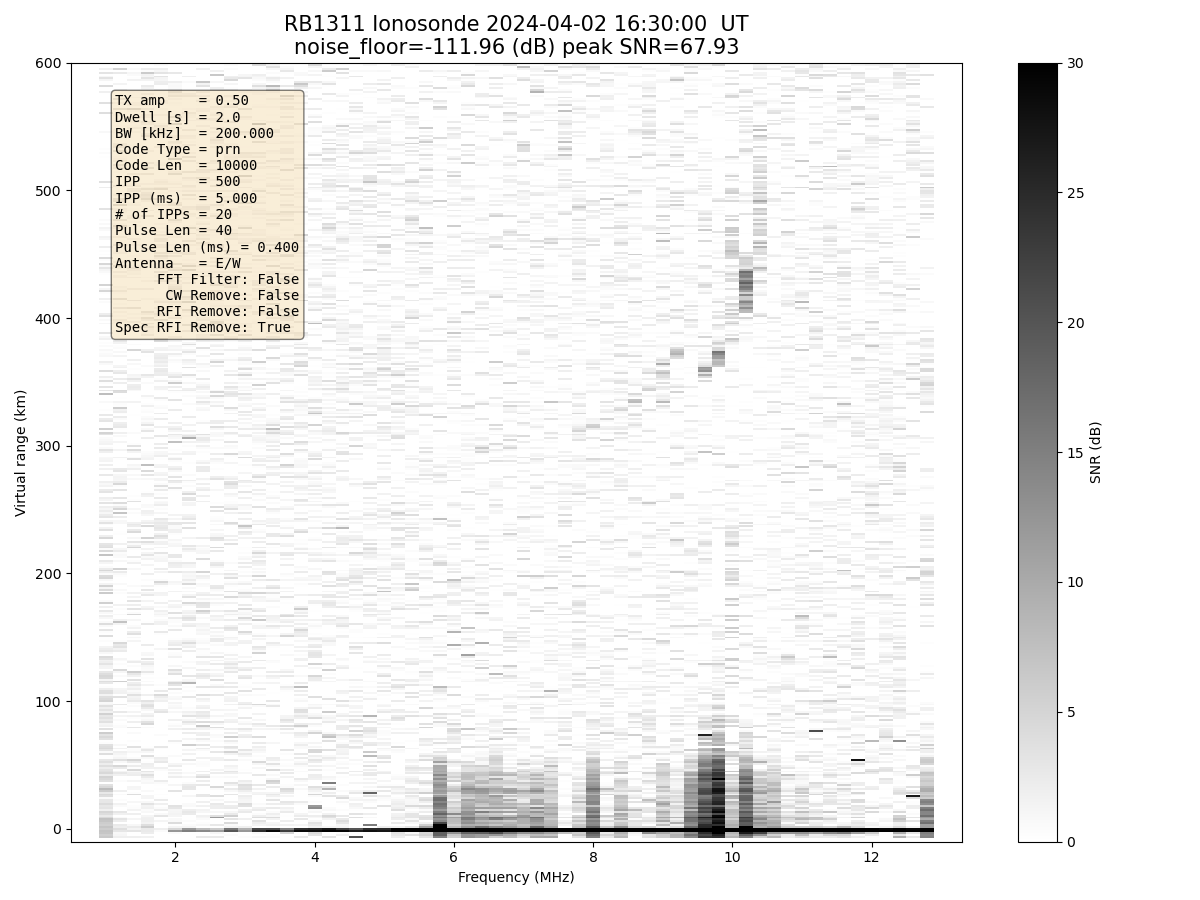 RB1311 Ionosonde 2024-04-02 16:30:00  UT
noise_floor=-111.96 (dB) peak SNR=67.93
600
500
400
300
200
100
0
Virtual range (km)
TX amp    = 0.50
Dwell [s] = 2.0
BW [kHz]  = 200.000
Code Type = prn
Code Len  = 10000
IPP       = 500
IPP (ms)  = 5.000
# of IPPs = 20
Pulse Len = 40
Pulse Len (ms) = 0.400
Antenna   = E/W
FFT Filter: False
CW Remove: False
RFI Remove: False
Spec RFI Remove: True
2
4
6
8
10
12
Frequency (MHz)
30
25
20
15
10
5
0
SNR (dB)